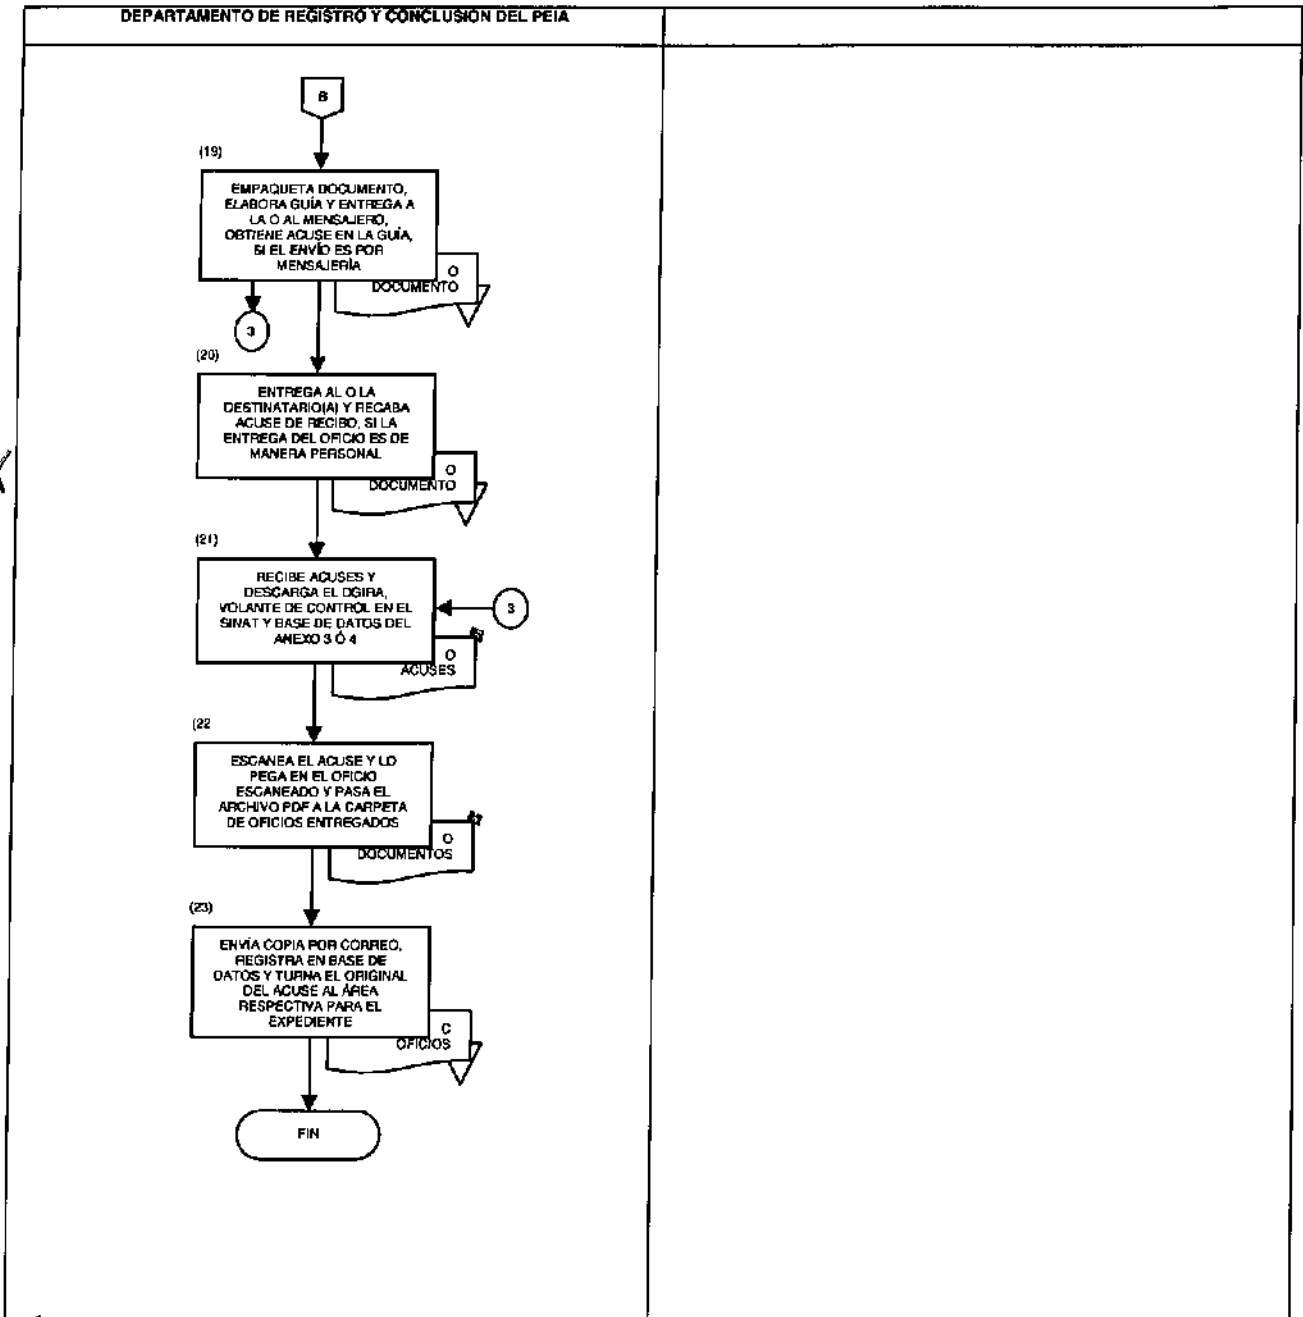 DEPARTAMENTO DE REGISTRO Y CONCLUSIÓN DEL PEIA
6
(19)
EMPAQUETA DOCUMENTO,
ELABORA GUÍA Y ENTREGA A
LA O AL MENSAJERO,
OBTIENE ACUSE EN LA GUÍA,
SI EL ENVÍO ES POR
MENSAJERÍA
O
DOCUMENTO
3
(20)
ENTREGA AL O LA
DESTINATARIO(A) Y RECABA
ACUSE DE RECIBO, SI LA
ENTREGA DEL OFICIO ES DE
MANERA PERSONAL
O
DOCUMENTO
(21)
RECIBE ACUSES Y
DESCARGA EL DGIRA,
VOLANTE DE CONTROL EN EL
SINAT Y BASE DE DATOS DEL
ANEXO 3 Ó 4
3
O
ACUSES
(22
ESCANEA EL ACUSE Y LO
PEGA EN EL OFICIO
ESCANEADO Y PASA EL
ARCHIVO PDF A LA CARPETA
DE OFICIOS ENTREGADOS
O
DOCUMENTOS
(23)
ENVÍA COPIA POR CORREO,
REGISTRA EN BASE DE
DATOS Y TURNA EL ORIGINAL
DEL ACUSE AL ÁREA
RESPECTIVA PARA EL
EXPEDIENTE
C
OFICIOS
FIN